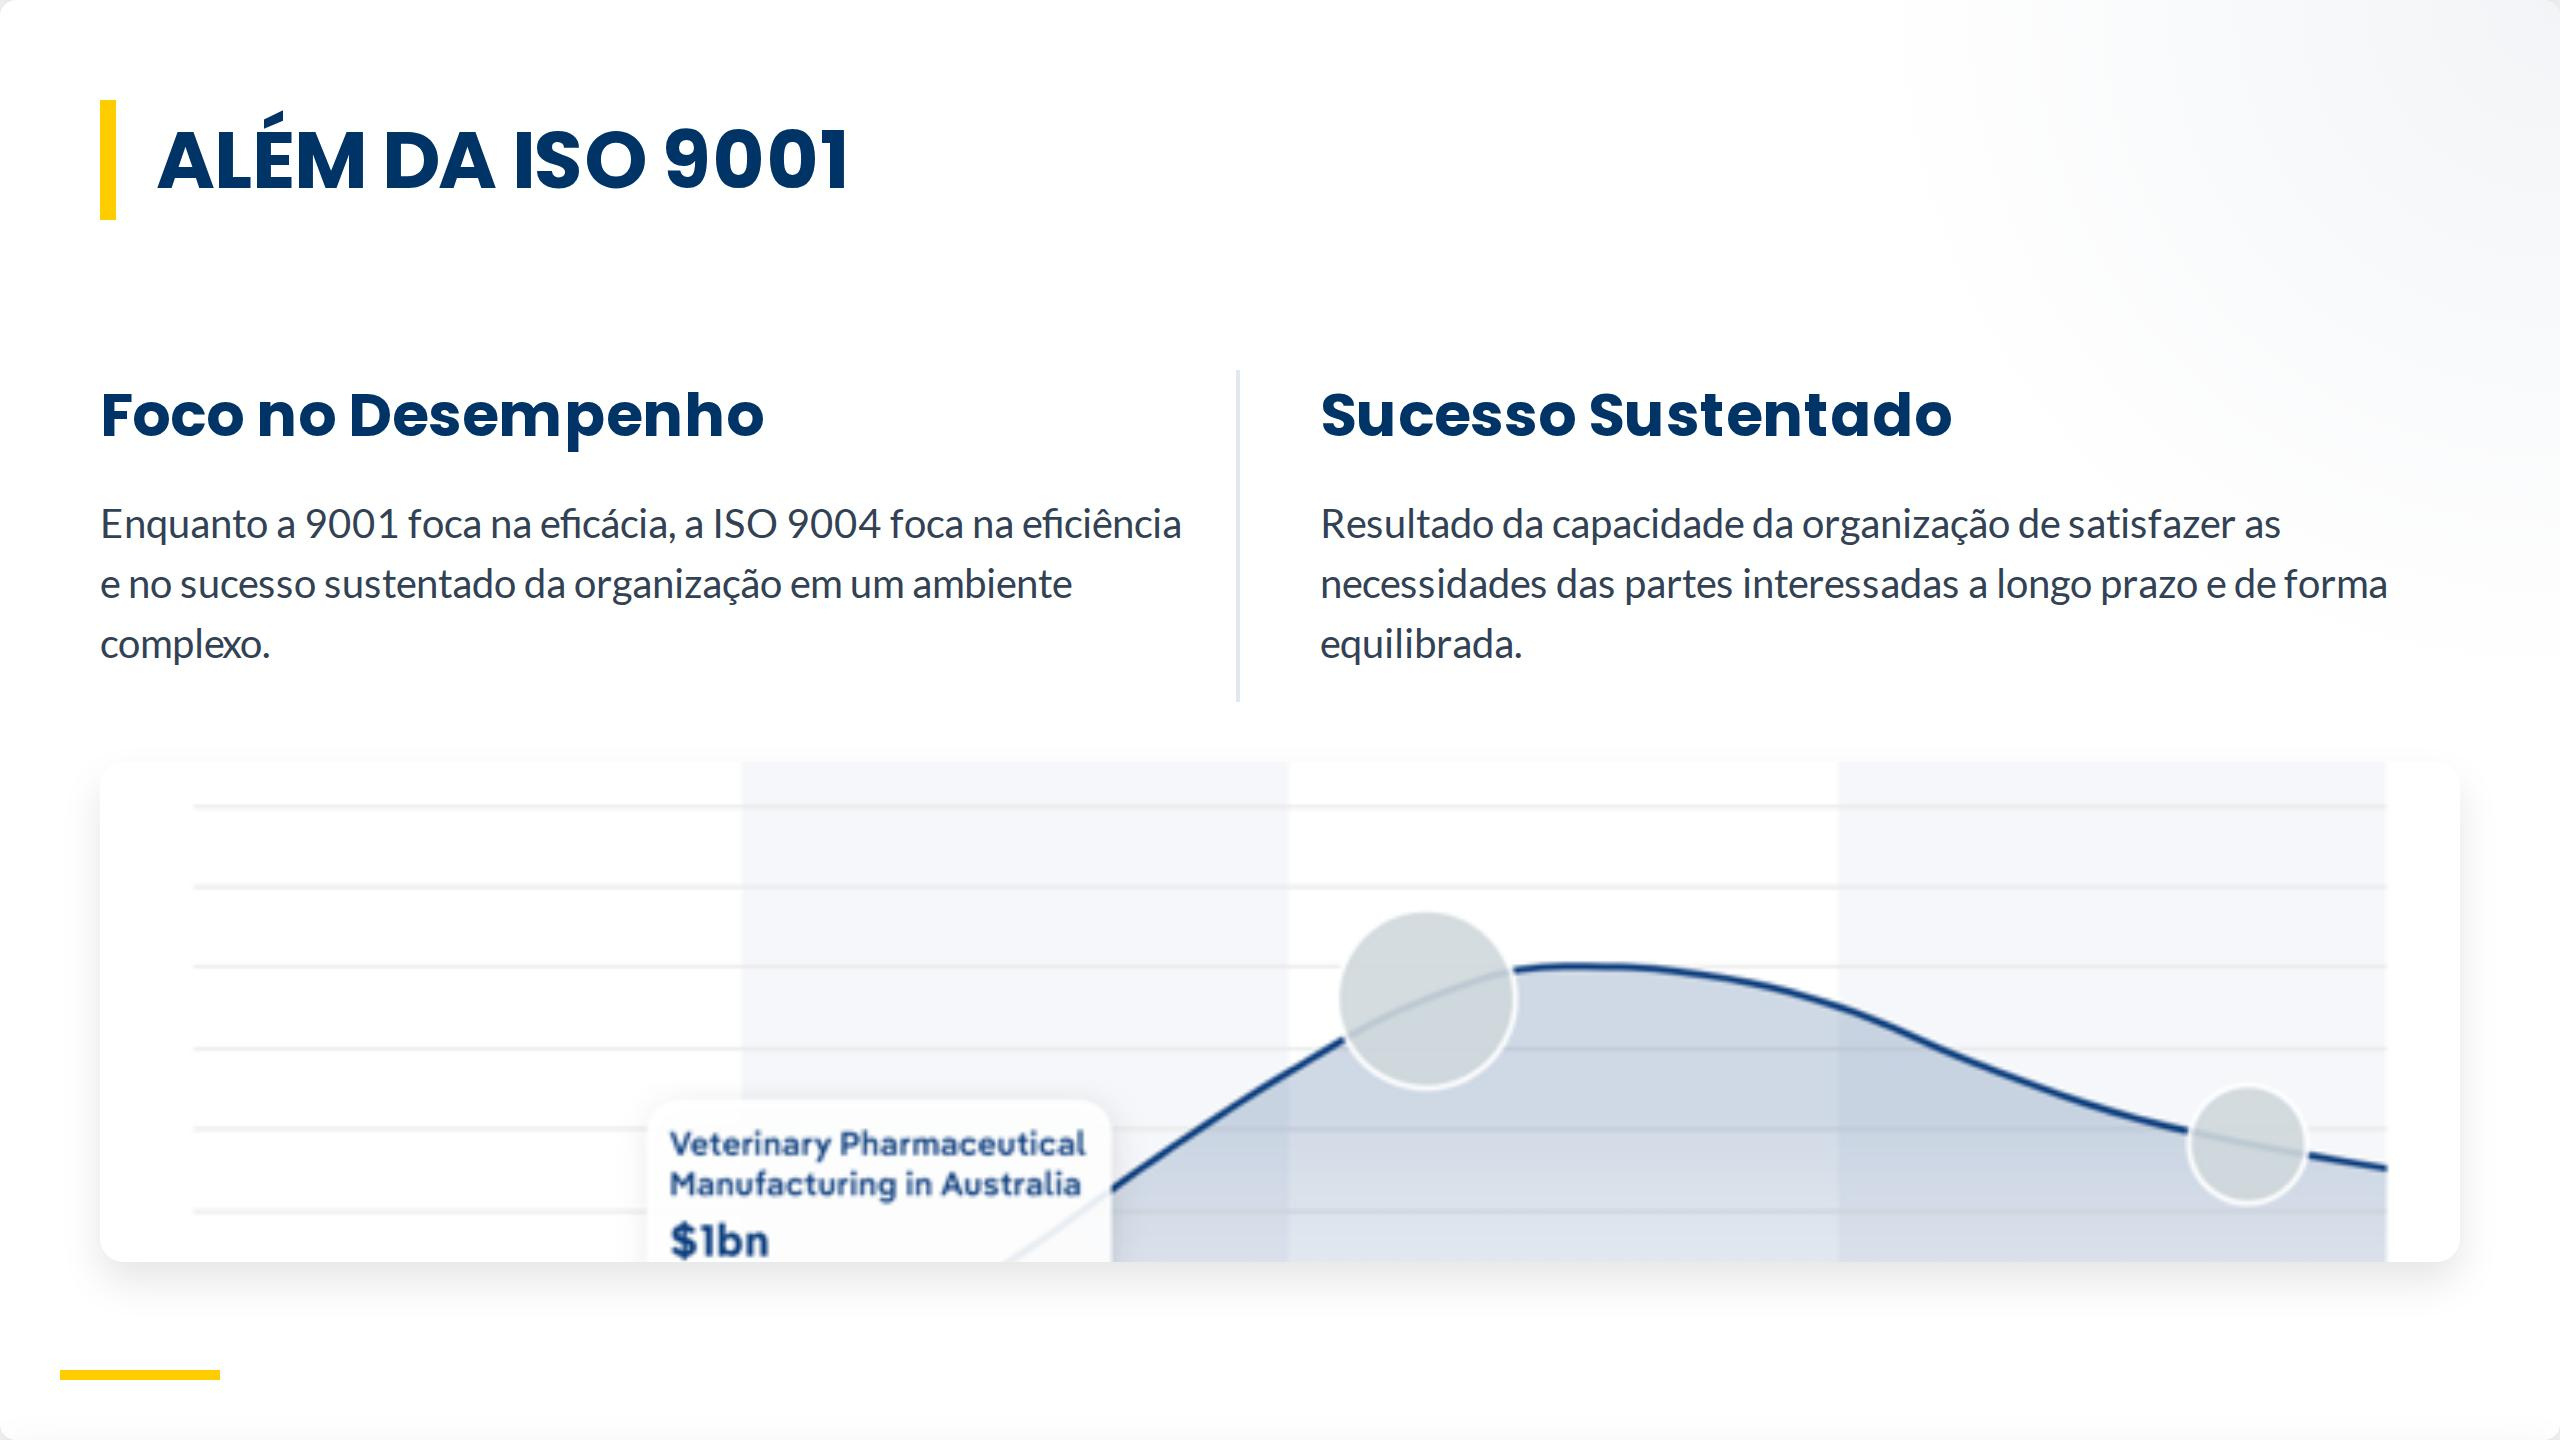 ALÉM DA ISO 9001
Foco no Desempenho
Enquanto a 9001 foca na eficácia, a ISO 9004 foca na eficiência
e no sucesso sustentado da organização em um ambiente
complexo.
Sucesso Sustentado
Resultado da capacidade da organização de satisfazer as
necessidades das partes interessadas a longo prazo e de forma
equilibrada.
Veterinary Pharmaceutical
Manufacturing in Australia
$1bn